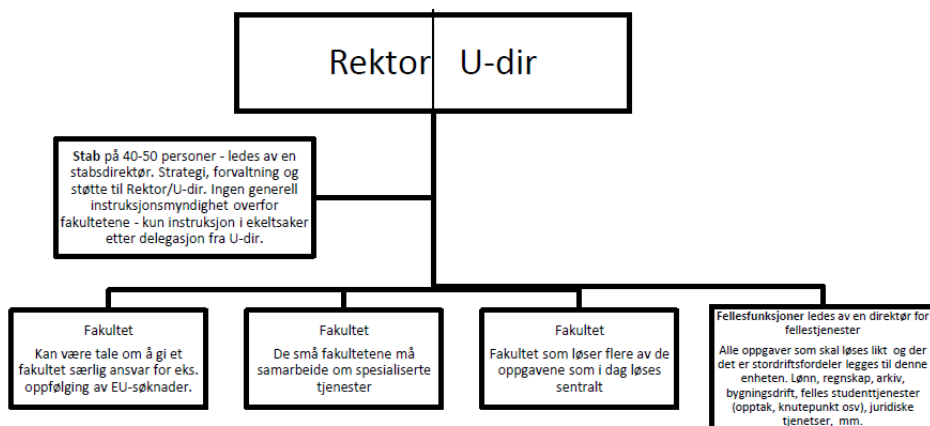 Rektor U-dir
Stab på 40-50 personer - ledes av en
stabsdirektør. Strategi, forvaltning og
støtte til Rektor/U-dir. Ingen generell
instruksjonsmyndighet overfor
fakultetene - kun instruksjon i ekeltsaker
etter delegasjon fra U-dir.
Fakultet
Kan være tale om å gi et
fakultet særlig ansvar for eks.
oppfølging av EU-søknader.
Fakultet
De små fakultetene må
samarbeide om spesialiserte
tjenester
Fakultet
Fakultet som løser flere av de
oppgavene som i dag løses
sentralt
Fellesfunksjoner ledes av en direktør for
fellestjenester
Alle oppgaver som skal løses likt og der
det er stordriftsfordeler legges til denne
enheten. Lønn, regnskap, arkiv,
bygningsdrift, felles studenttjenester
(opptak, knutepunkt osv), juridiske
tjenetser, mm.